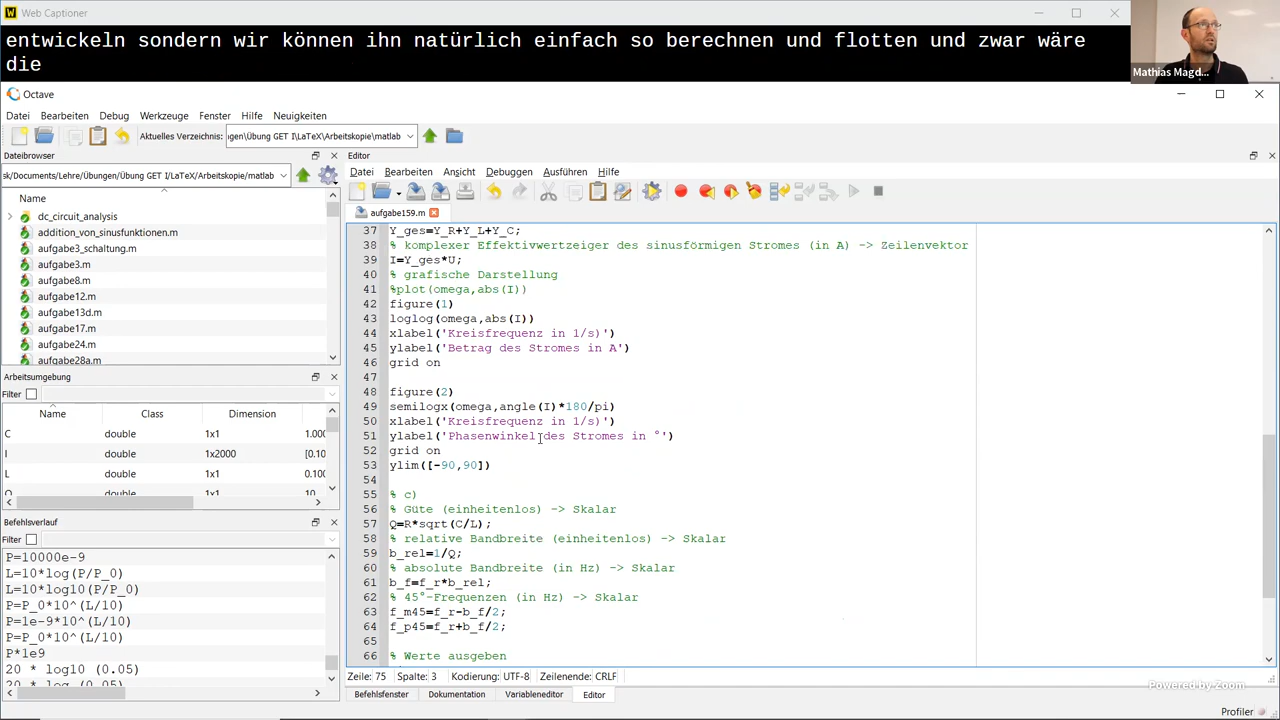 Web Captioner
entwickeln sondern wir können ihn natürlich einfach so berechnen und flotten und zwar wäre
die
Mathias Magd...
Octave
Datei Bearbeiten Debug Werkzeuge Fenster Hilfe Neuigkeiten
Aktuelles Verzeichnis: ıgen\Übung GET I\LaTeX\Arbeitskopie\matlab
Dateibrowser
sk/Documents/Lehre/Übungen/Übung GET I/LaTeX/Arbeitskopie/matlab
Name
dc_circuit_analysis
addition_von_sinusfunktionen.m
aufgabe3_schaltung.m
aufgabe3.m
aufgabe8.m
aufgabe12.m
aufgabe13d.m
aufgabe17.m
aufgabe24.m
aufgabe28a.m
Arbeitsumgebung
Filter
Name Class Dimension
C double 1x1 1.000
I double 1x2000 [0.10
L double 1x1 0.100
Q double 1x1 10
Befehlsverlauf
Filter
P=10000e-9
L=10*log(P/P_0)
L=10*log10(P/P_0)
P=P_0*10^(L/10)
P=1e-9*10^(L/10)
P=P_0*10^(L/10)
P*1e9
20 * log10 (0.05)
20 * log (0.05)
Editor
Datei Bearbeiten Ansicht Debuggen Ausführen Hilfe
aufgabe159.m
37 Y_ges=Y_R+Y_L+Y_C;
38 % komplexer Effektivwertzeiger des sinusförmigen Stromes (in A) -> Zeilenvektor
39 I=Y_ges*U;
40 % grafische Darstellung
41 %plot(omega,abs(I))
42 figure(1)
43 loglog(omega,abs(I))
44 xlabel('Kreisfrequenz in 1/s)')
45 ylabel('Betrag des Stromes in A')
46 grid on
47
48 figure(2)
49 semilogx(omega,angle(I)*180/pi)
50 xlabel('Kreisfrequenz in 1/s)')
51 ylabel('Phasenwinkel des Stromes in °')
52 grid on
53 ylim([-90,90])
54
55 % c)
56 % Güte (einheitenlos) -> Skalar
57 Q=R*sqrt(C/L);
58 % relative Bandbreite (einheitenlos) -> Skalar
59 b_rel=1/Q;
60 % absolute Bandbreite (in Hz) -> Skalar
61 b_f=f_r*b_rel;
62 % 45°-Frequenzen (in Hz) -> Skalar
63 f_m45=f_r-b_f/2;
64 f_p45=f_r+b_f/2;
65
66 % Werte ausgeben
Zeile: 75 Spalte: 3 Kodierung: UTF-8 Zeilenende: CRLF
Befehlsfenster Dokumentation Variableneditor Editor
Powered by Zoom
Profiler